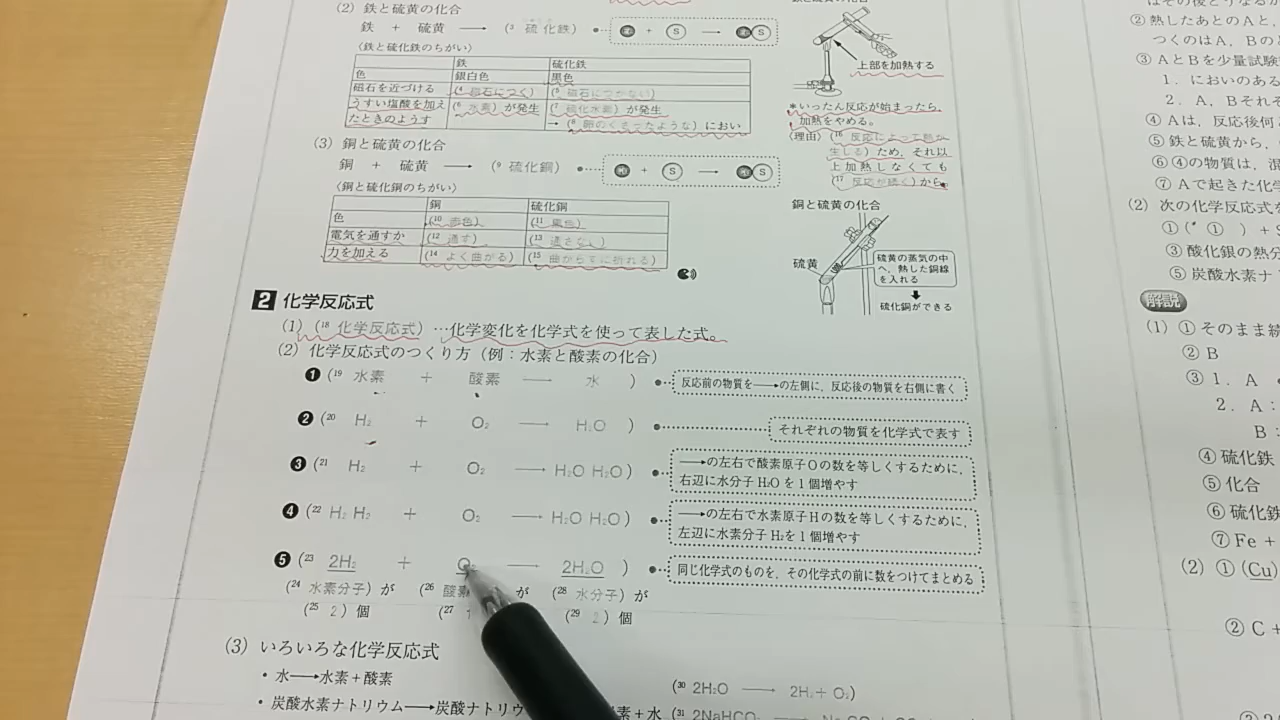 (2) 鉄と硫黄の化合
鉄 + 硫黄 ⟶ (3 硫化鉄)
+ S ⟶ S
〈鉄と硫化鉄のちがい〉
鉄 硫化鉄
色 銀白色 黒色
磁石を近づける (4 磁石につく) (5 磁石につかない)
うすい塩酸を加え (6 水素)が発生 (7 硫化水素)が発生
たときのようす → (8 卵のくさったような)におい
上部を加熱する
*いったん反応が始まったら,
加熱をやめる。
(理由) (16 反応によって熱が
生じる)ため, それ以
上加熱しなくても
(17 反応が続く)から。
(3) 銅と硫黄の化合
銅 + 硫黄 ⟶ (9 硫化銅)
+ S ⟶ S
〈銅と硫化銅のちがい〉
銅 硫化銅
色 (10 赤色) (11 黒色)
電気を通すか (12 通す) (13 通さない)
力を加える (14 よく曲がる) (15 曲がらずに折れる)
銅と硫黄の化合
硫黄
硫黄の蒸気の中
へ, 熱した銅線
を入れる
硫化銅ができる
2 化学反応式
(1) (18 化学反応式)…化学変化を化学式を使って表した式。
(2) 化学反応式のつくり方 (例:水素と酸素の化合)
❶ (19 水素 + 酸素 ⟶ 水 ) 反応前の物質を⟶の左側に, 反応後の物質を右側に書く
❷ (20 H₂ + O₂ ⟶ H₂O ) それぞれの物質を化学式で表す
❸ (21 H₂ + O₂ ⟶ H₂O H₂O) ⟶の左右で酸素原子Oの数を等しくするために,
右辺に水分子H₂Oを1個増やす
❹ (22 H₂ H₂ + O₂ ⟶ H₂O H₂O) ⟶の左右で水素原子Hの数を等しくするために,
左辺に水素分子H₂を1個増やす
❺ (23 2H₂ + ⟶ 2H₂O ) 同じ化学式のものを, その化学式の前に数をつけてまとめる
(24 水素分子)が (26 酸素 が (28 水分子)が
(25 2)個 (27 (29 2)個
(3) いろいろな化学反応式
・水⟶水素+酸素 (30 2H₂O ⟶ 2H₂+O₂)
・炭酸水素ナトリウム⟶炭酸ナトリウ 素+水 (31 2NaHCO₃
② 熱したあとのAと,
つくのはA, Bの
③ AとBを少量試験
1. においのある
2. A, Bそれぞ
④ Aは, 反応後何
⑤ 鉄と硫黄から,
⑥ ④の物質は,
⑦ Aで起きた化
(2) 次の化学反応式を
① (* ① ) +
③ 酸化銀の熱分
⑤ 炭酸水素ナ
解説
(1) ① そのまま続
② B
③ 1. A
2. A:
B:
④ 硫化鉄
⑤ 化合
⑥ 硫化鉄
⑦ Fe +
(2) ① (Cu)
② C +